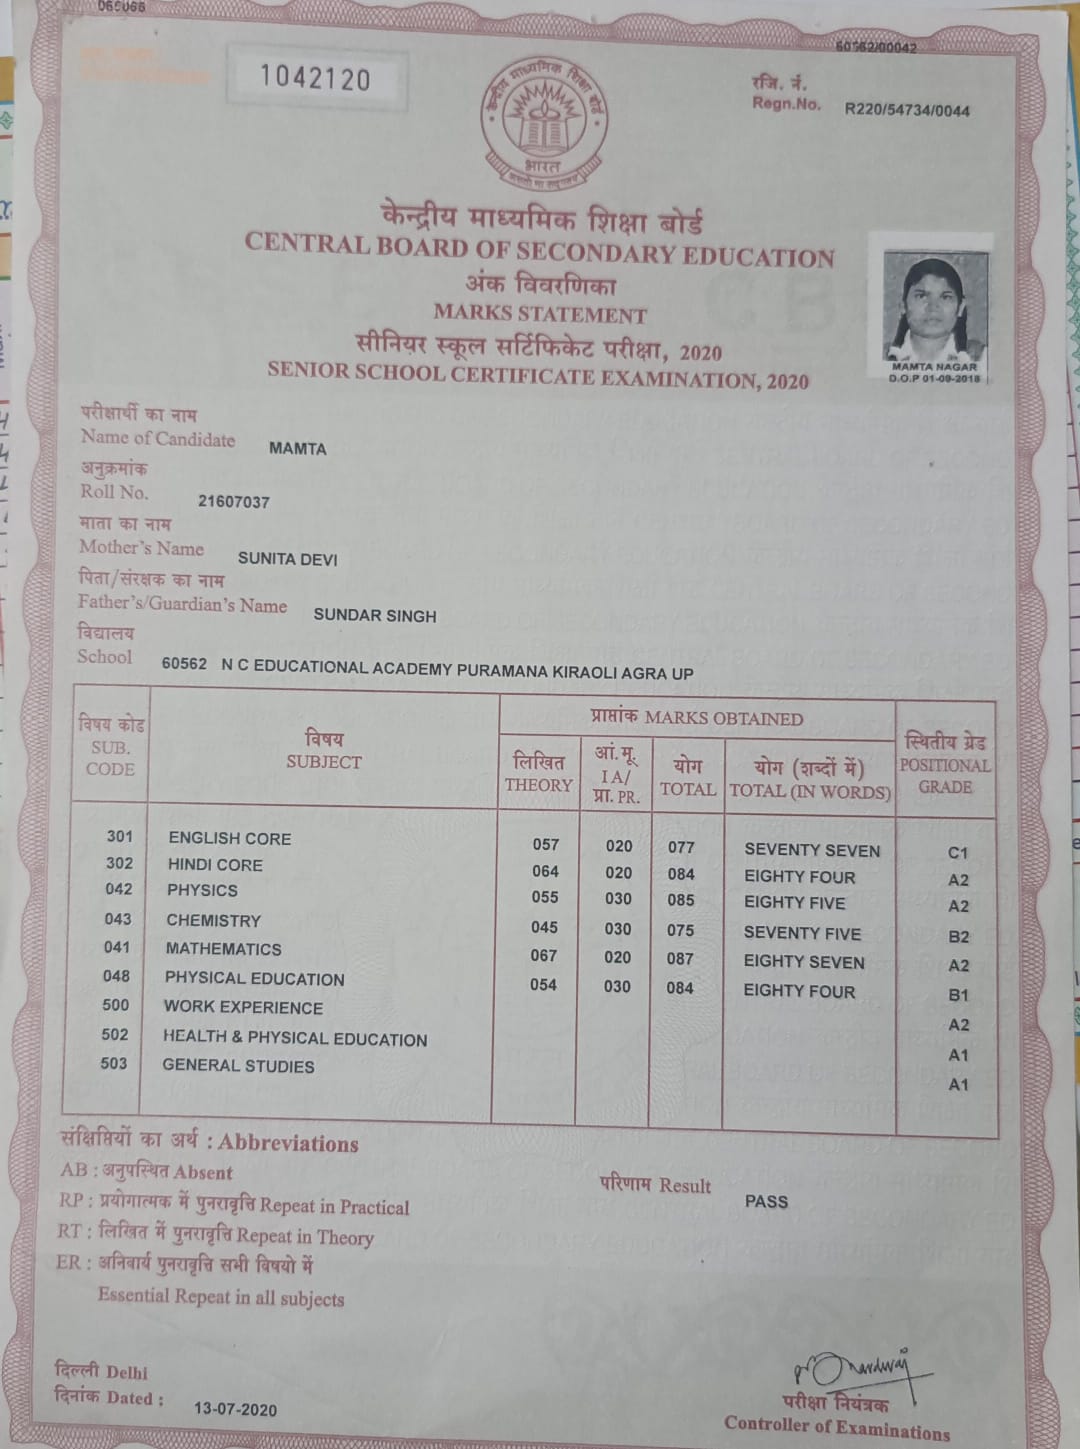 065066
60562/00042
1042120
रजि. नं.
Regn.No. R220/54734/0044
केन्द्रीय माध्यमिक शिक्षा बोर्ड
भारत
केन्द्रीय माध्यमिक शिक्षा बोर्ड
CENTRAL BOARD OF SECONDARY EDUCATION
अंक विवरणिका
MARKS STATEMENT
सीनियर स्कूल सर्टिफिकेट परीक्षा, 2020
SENIOR SCHOOL CERTIFICATE EXAMINATION, 2020
MAMTA NAGAR
D.O.P 01-09-2018
परीक्षार्थी का नाम
Name of Candidate MAMTA
अनुक्रमांक
Roll No. 21607037
माता का नाम
Mother's Name SUNITA DEVI
पिता/संरक्षक का नाम
Father's/Guardian's Name SUNDAR SINGH
विद्यालय
School 60562 N C EDUCATIONAL ACADEMY PURAMANA KIRAOLI AGRA UP
विषय कोड
SUB.
CODE
विषय
SUBJECT
प्राप्तांक MARKS OBTAINED
लिखित
THEORY
आं.मू.
I A/
प्रा. PR.
योग
TOTAL
योग (शब्दों में)
TOTAL (IN WORDS)
स्थितीय ग्रेड
POSITIONAL
GRADE
301 ENGLISH CORE 057 020 077 SEVENTY SEVEN C1
302 HINDI CORE 064 020 084 EIGHTY FOUR A2
042 PHYSICS 055 030 085 EIGHTY FIVE A2
043 CHEMISTRY 045 030 075 SEVENTY FIVE B2
041 MATHEMATICS 067 020 087 EIGHTY SEVEN A2
048 PHYSICAL EDUCATION 054 030 084 EIGHTY FOUR B1
500 WORK EXPERIENCE A2
502 HEALTH & PHYSICAL EDUCATION A1
503 GENERAL STUDIES A1
संक्षिप्तियों का अर्थ : Abbreviations
AB : अनुपस्थित Absent
RP : प्रयोगात्मक में पुनरावृत्ति Repeat in Practical
RT : लिखित में पुनरावृत्ति Repeat in Theory
ER : अनिवार्य पुनरावृत्ति सभी विषयो में
Essential Repeat in all subjects
परिणाम Result PASS
दिल्ली Delhi
दिनांक Dated : 13-07-2020
परीक्षा नियंत्रक
Controller of Examinations